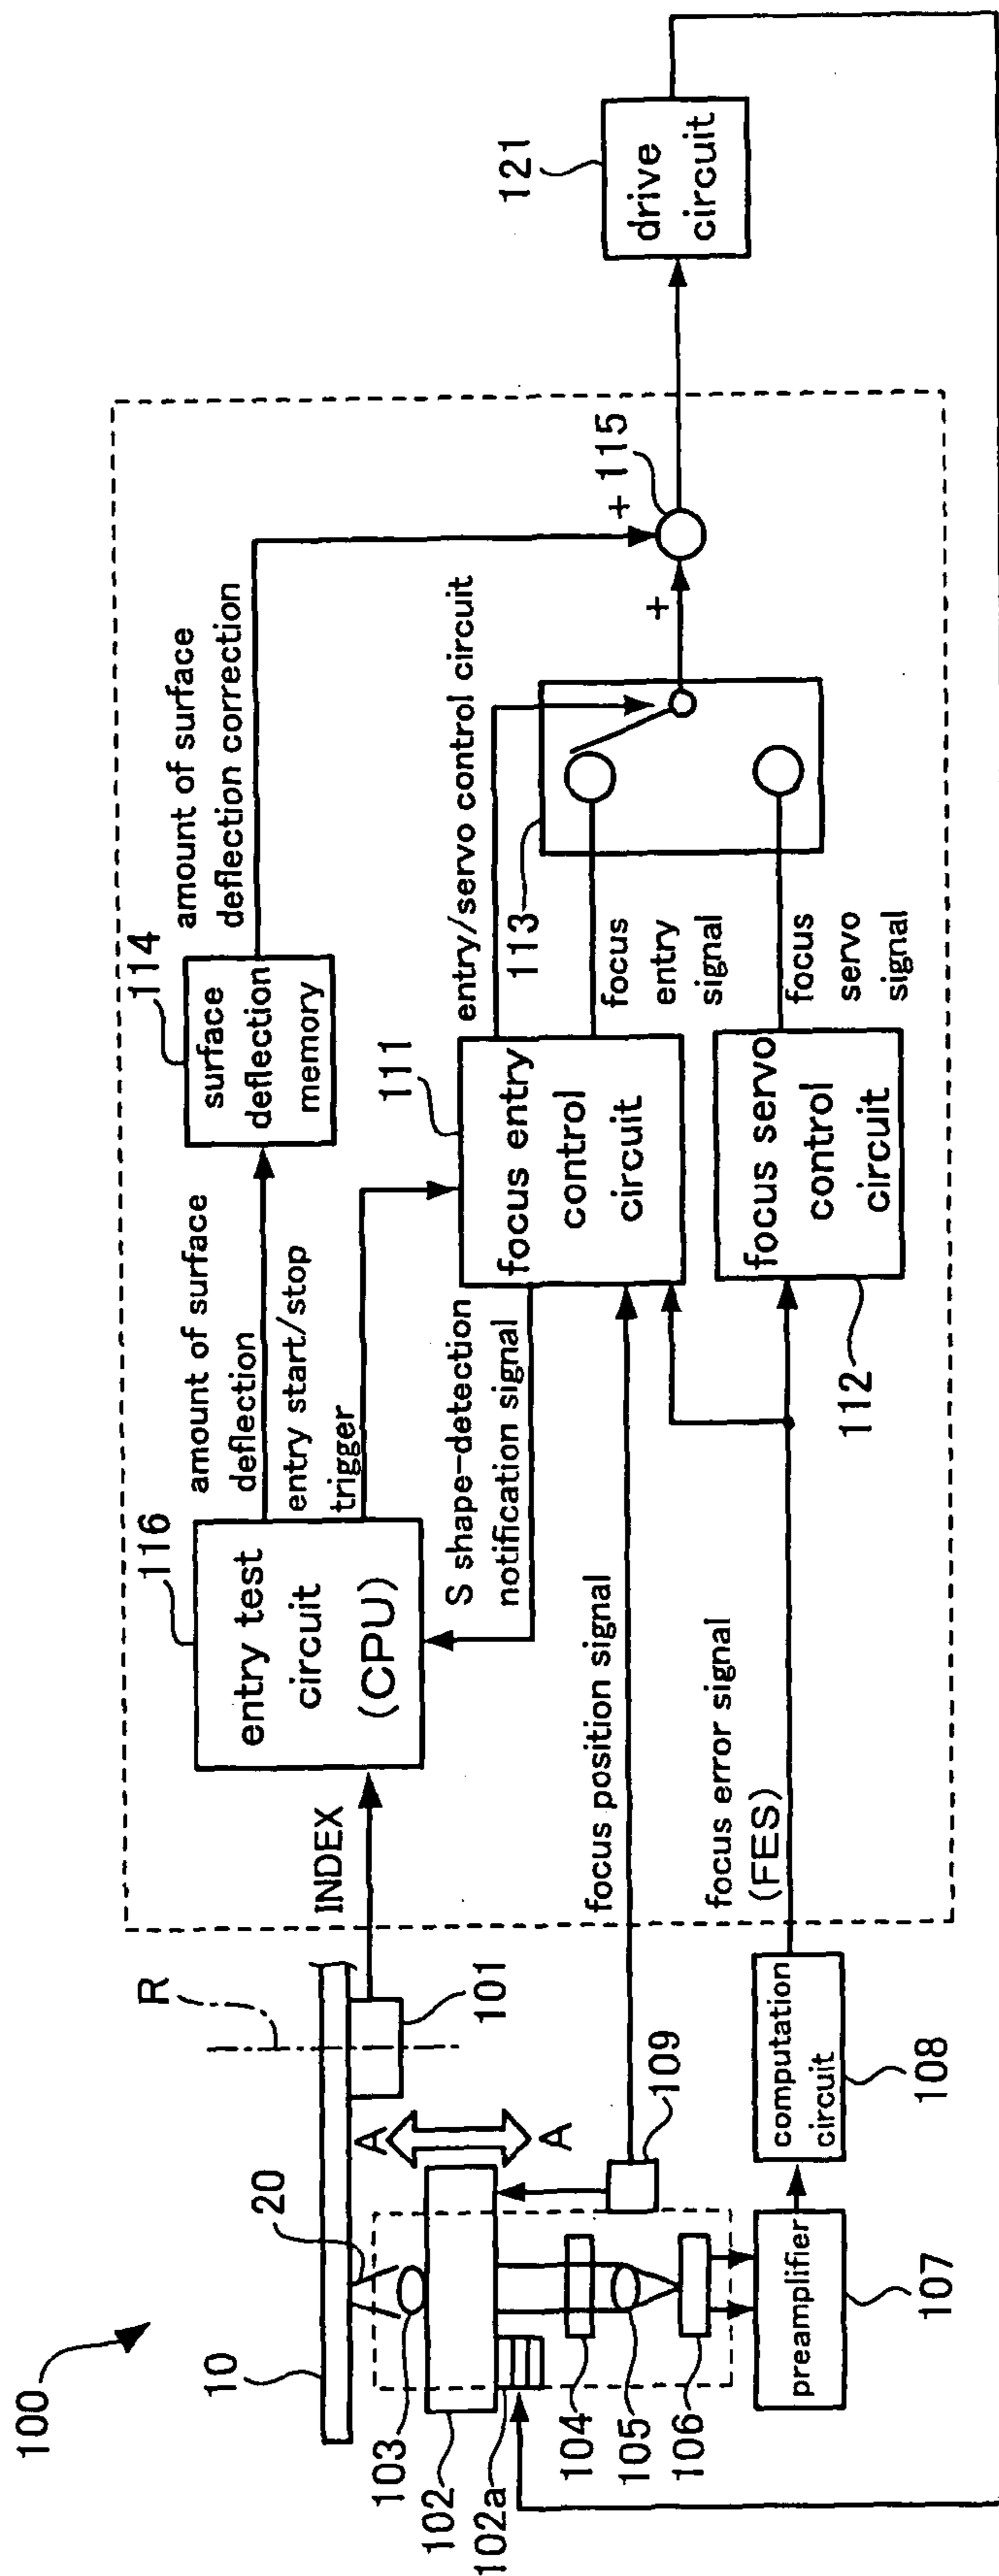 100
10
20
R
INDEX
101
A
A
103
102
102a
104
105
106
109
preamplifier
107
computation
circuit
108
focus position signal
focus error signal
(FES)
116
entry test
circuit
(CPU)
amount of surface
deflection
entry start/stop
trigger
S shape-detection
notification signal
114
surface
deflection
memory
amount of surface
deflection correction
111
focus entry
control
circuit
entry/servo control circuit
113
focus
entry
signal
focus servo
control
circuit
112
focus
servo
signal
+
+
115
121
drive
circuit